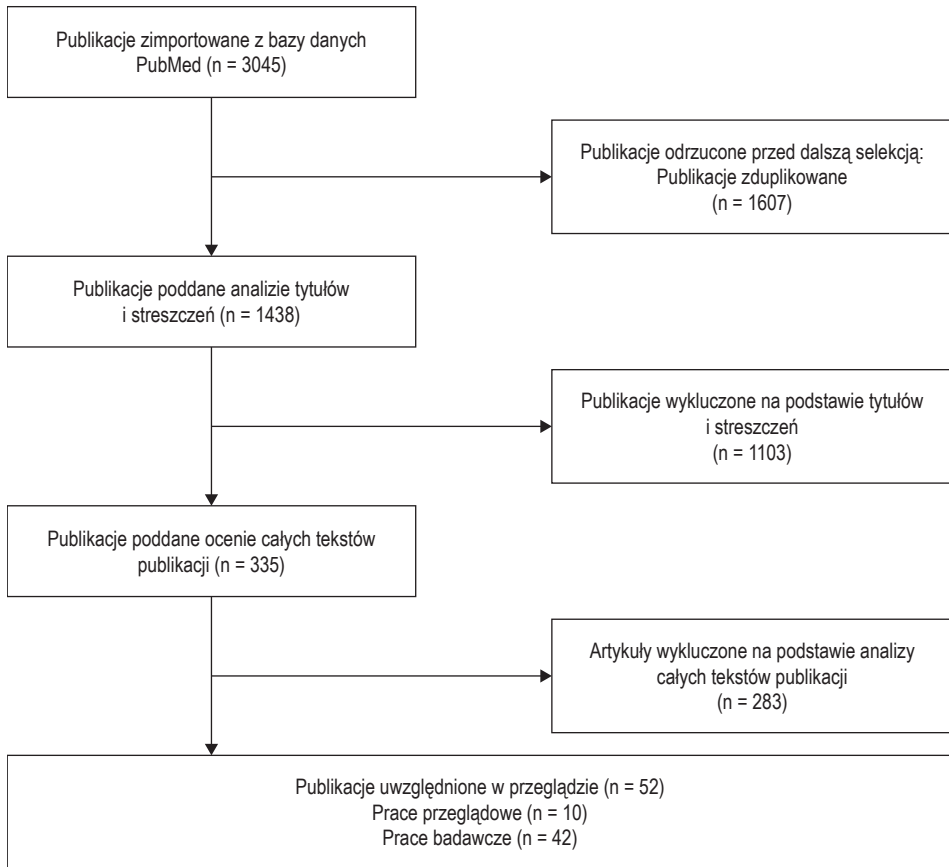 Publikacje zimportowane z bazy danych
PubMed (n = 3045)
Publikacje odrzucone przed dalszą selekcją:
Publikacje zduplikowane
(n = 1607)
Publikacje poddane analizie tytułów
i streszczeń (n = 1438)
Publikacje wykluczone na podstawie tytułów
i streszczeń
(n = 1103)
Publikacje poddane ocenie całych tekstów
publikacji (n = 335)
Artykuły wykluczone na podstawie analizy
całych tekstów publikacji
(n = 283)
Publikacje uwzględnione w przeglądzie (n = 52)
Prace przeglądowe (n = 10)
Prace badawcze (n = 42)